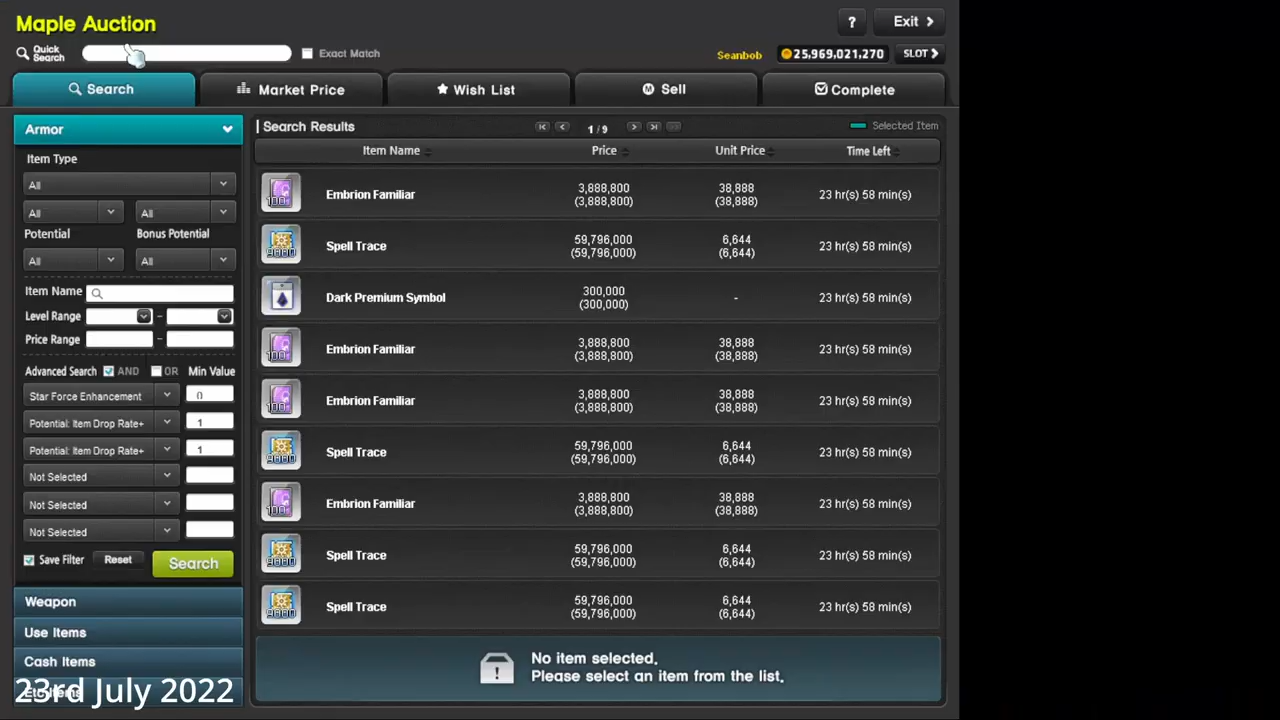 Maple Auction
? Exit >
Quick Search
Exact Match
Seanbob 25,969,021,270 SLOT >
Search Market Price Wish List Sell Complete
Armor
Item Type
All
All All
Potential Bonus Potential
All All
Item Name
Level Range -
Price Range -
Advanced Search AND OR Min Value
Star Force Enhancement 0
Potential: Item Drop Rate+ 1
Potential: Item Drop Rate+ 1
Not Selected
Not Selected
Not Selected
Save Filter Reset Search
Weapon
Use Items
Cash Items
23rd July 2022
Search Results 1 / 9 Selected Item
Item Name Price Unit Price Time Left
100 Embrion Familiar 3,888,800 38,888 23 hr(s) 58 min(s)
(3,888,800) (38,888)
9000 Spell Trace 59,796,000 6,644 23 hr(s) 58 min(s)
(59,796,000) (6,644)
Dark Premium Symbol 300,000 - 23 hr(s) 58 min(s)
(300,000)
100 Embrion Familiar 3,888,800 38,888 23 hr(s) 58 min(s)
(3,888,800) (38,888)
100 Embrion Familiar 3,888,800 38,888 23 hr(s) 58 min(s)
(3,888,800) (38,888)
9000 Spell Trace 59,796,000 6,644 23 hr(s) 58 min(s)
(59,796,000) (6,644)
100 Embrion Familiar 3,888,800 38,888 23 hr(s) 58 min(s)
(3,888,800) (38,888)
9000 Spell Trace 59,796,000 6,644 23 hr(s) 58 min(s)
(59,796,000) (6,644)
9000 Spell Trace 59,796,000 6,644 23 hr(s) 58 min(s)
(59,796,000) (6,644)
No item selected.
Please select an item from the list.